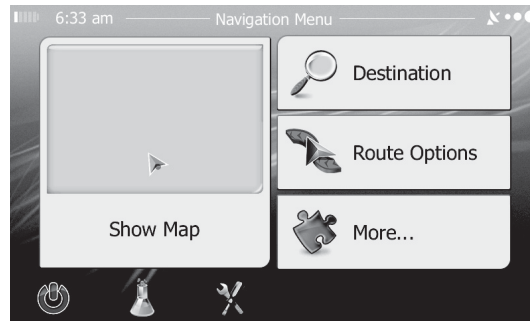 6:33 am Navigation Menu
Destination
Route Options
Show Map
More...